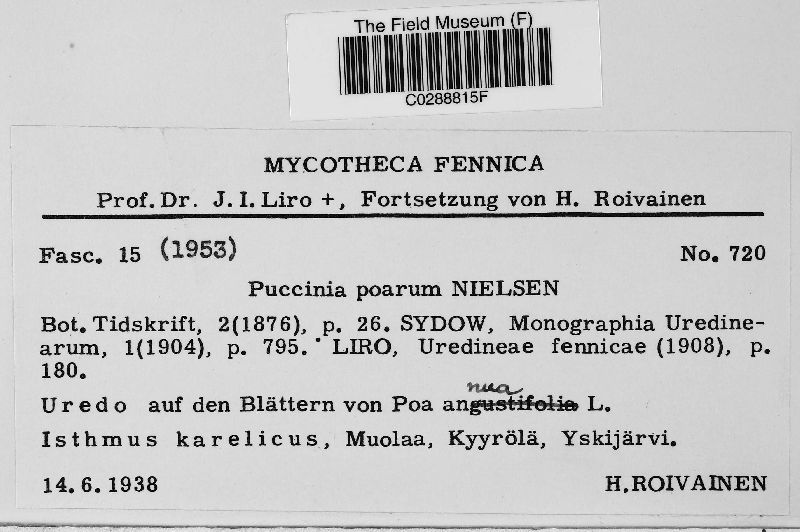 The Field Museum (F)
C0288815F
MYCOTHECA FENNICA
Prof. Dr. J. I. Liro +, Fortsetzung von H. Roivainen
Fasc. 15 (1953) No. 720
Puccinia poarum NIELSEN
Bot. Tidskrift, 2(1876), p. 26. SYDOW, Monographia Uredine-
arum, 1(1904), p. 795. LIRO, Uredineae fennicae (1908), p.
180.
nua
Uredo auf den Blättern von Poa angustifolia L.
Isthmus karelicus, Muolaa, Kyyrölä, Yskijärvi.
14. 6. 1938 H. ROIVAINEN